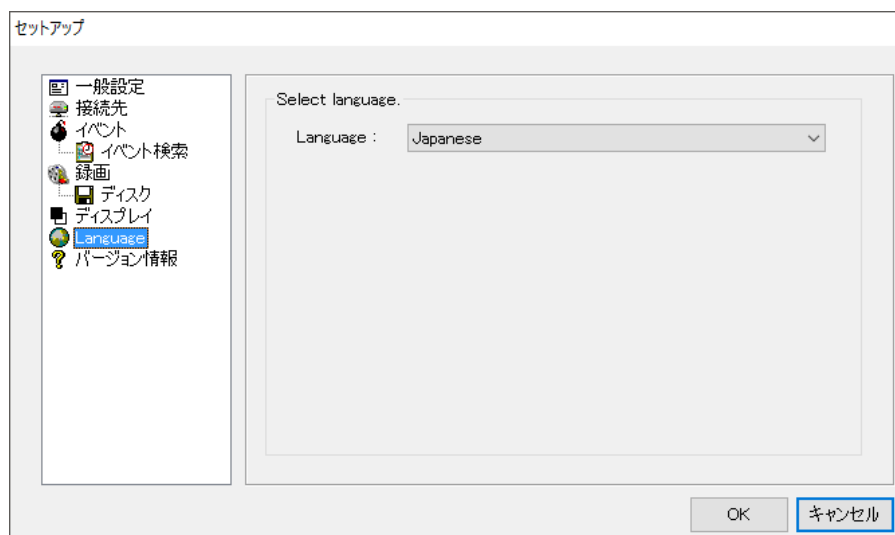 セットアップ
一般設定
接続先
イベント
イベント検索
録画
ディスク
ディスプレイ
Language
バージョン情報
Select language.
Language :
Japanese
OK
キャンセル